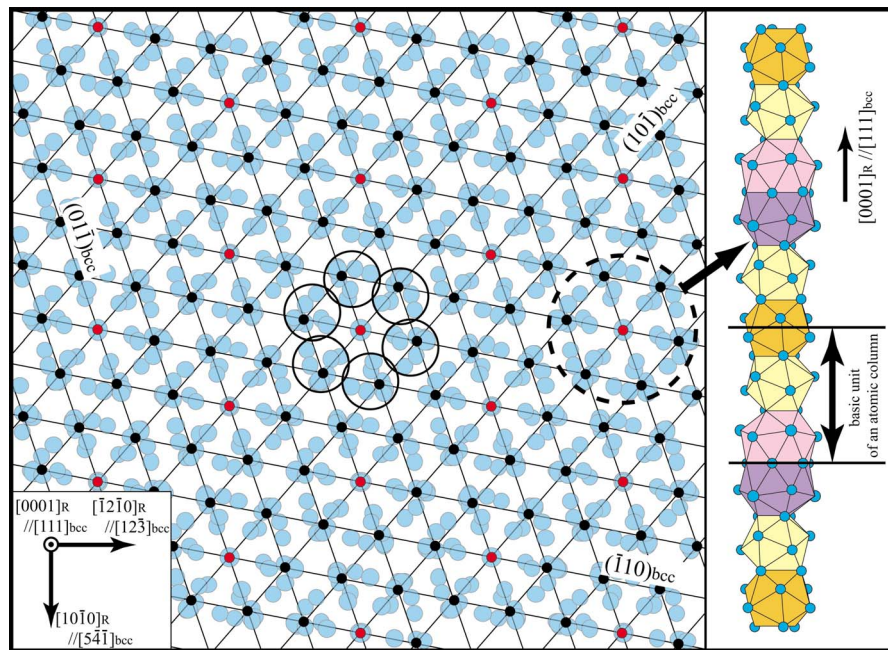 (101̄)bcc
(011̄)bcc
(1̄10)bcc
[0001]R
//[111]bcc
[1̄21̄0]R
//[123̄]bcc
[101̄0]R
//[54̄1̄]bcc
[0001]R //[111]bcc
basic unit
of an atomic column